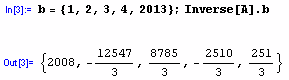 In[3]:= b = {1, 2, 3, 4, 2013}; Inverse[A].b
Out[3]= {2008, -12547/3, 8785/3, -2510/3, 251/3}